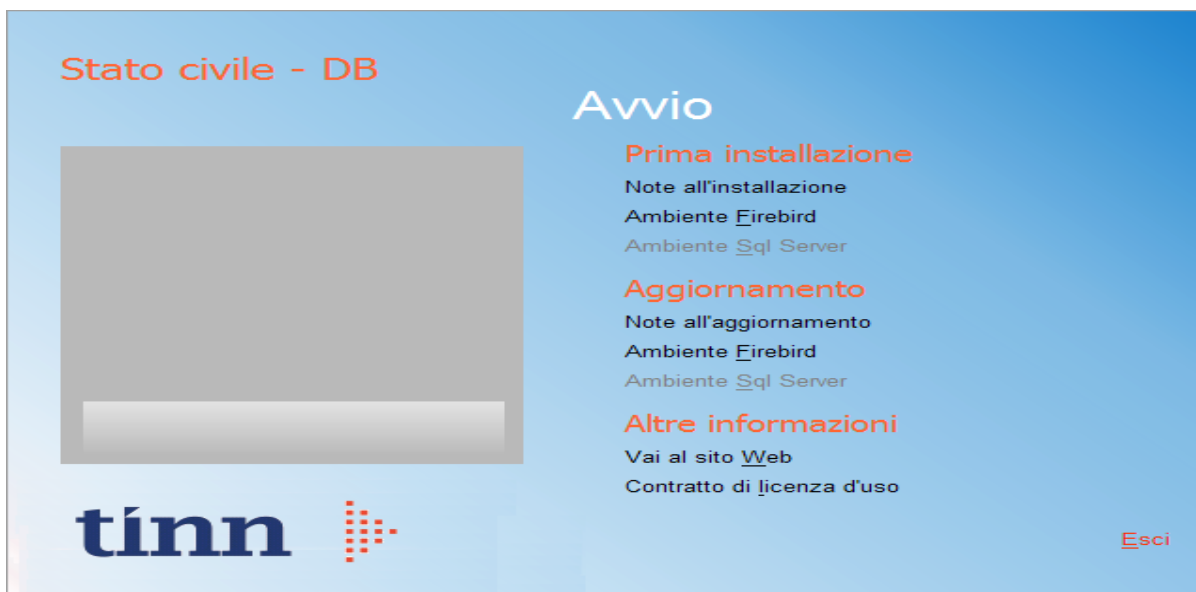 Stato civile - DB
Avvio
Prima installazione
Note all'installazione
Ambiente Firebird
Ambiente Sql Server
Aggiornamento
Note all'aggiornamento
Ambiente Firebird
Ambiente Sql Server
Altre informazioni
Vai al sito Web
Contratto di licenza d'uso
tinn
Esci